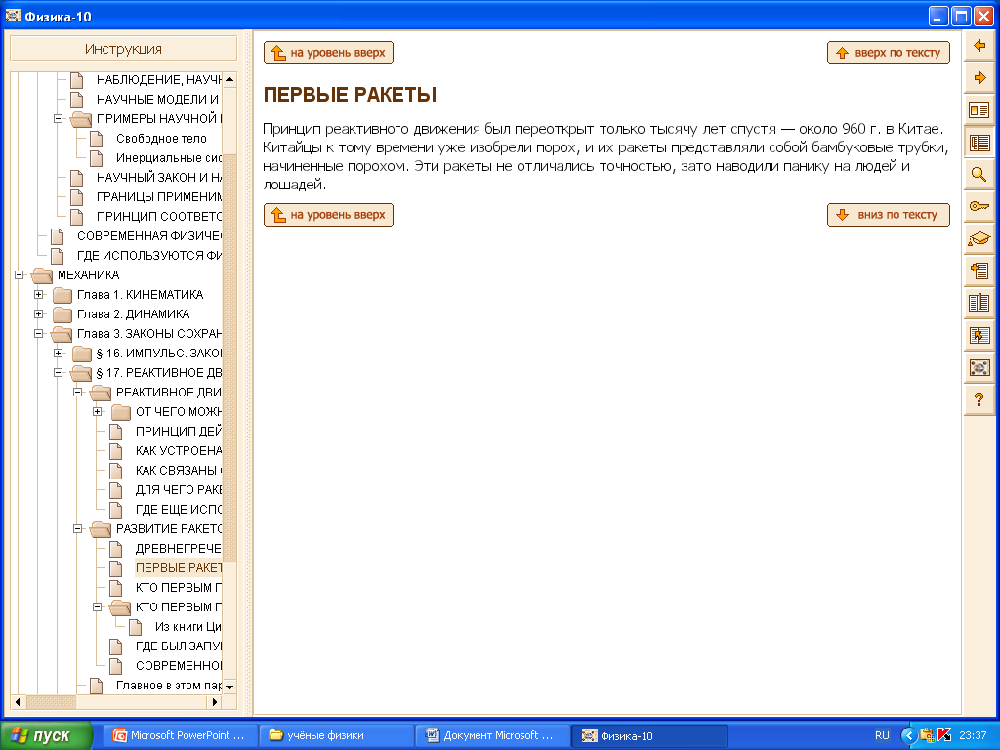 Физика-10
Инструкция
НАБЛЮДЕНИЕ, НАУЧН
НАУЧНЫЕ МОДЕЛИ И
ПРИМЕРЫ НАУЧНОЙ
Свободное тело
Инерциальные сис
НАУЧНЫЙ ЗАКОН И НА
ГРАНИЦЫ ПРИМЕНИМ
ПРИНЦИП СООТВЕТС
СОВРЕМЕННАЯ ФИЗИЧЕС
ГДЕ ИСПОЛЬЗУЮТСЯ ФИ
МЕХАНИКА
Глава 1. КИНЕМАТИКА
Глава 2. ДИНАМИКА
Глава 3. ЗАКОНЫ СОХРАН
§ 16. ИМПУЛЬС. ЗАКОН
§ 17. РЕАКТИВНОЕ ДВ
РЕАКТИВНОЕ ДВИ
ОТ ЧЕГО МОЖН
ПРИНЦИП ДЕЙ
КАК УСТРОЕНА
КАК СВЯЗАНЫ
ДЛЯ ЧЕГО РАКЕ
ГДЕ ЕЩЕ ИСПО
РАЗВИТИЕ РАКЕТО
ДРЕВНЕГРЕЧЕ
ПЕРВЫЕ РАКЕТ
КТО ПЕРВЫМ П
КТО ПЕРВЫМ П
Из книги Ци
ГДЕ БЫЛ ЗАПУ
СОВРЕМЕННО
Главное в этом пар
на уровень вверх
вверх по тексту
ПЕРВЫЕ РАКЕТЫ
Принцип реактивного движения был переоткрыт только тысячу лет спустя — около 960 г. в Китае.
Китайцы к тому времени уже изобрели порох, и их ракеты представляли собой бамбуковые трубки,
начиненные порохом. Эти ракеты не отличались точностью, зато наводили панику на людей и
лошадей.
на уровень вверх
вниз по тексту
пуск
Microsoft PowerPoint ...
учёные физики
Документ Microsoft ...
Физика-10
RU
23:37